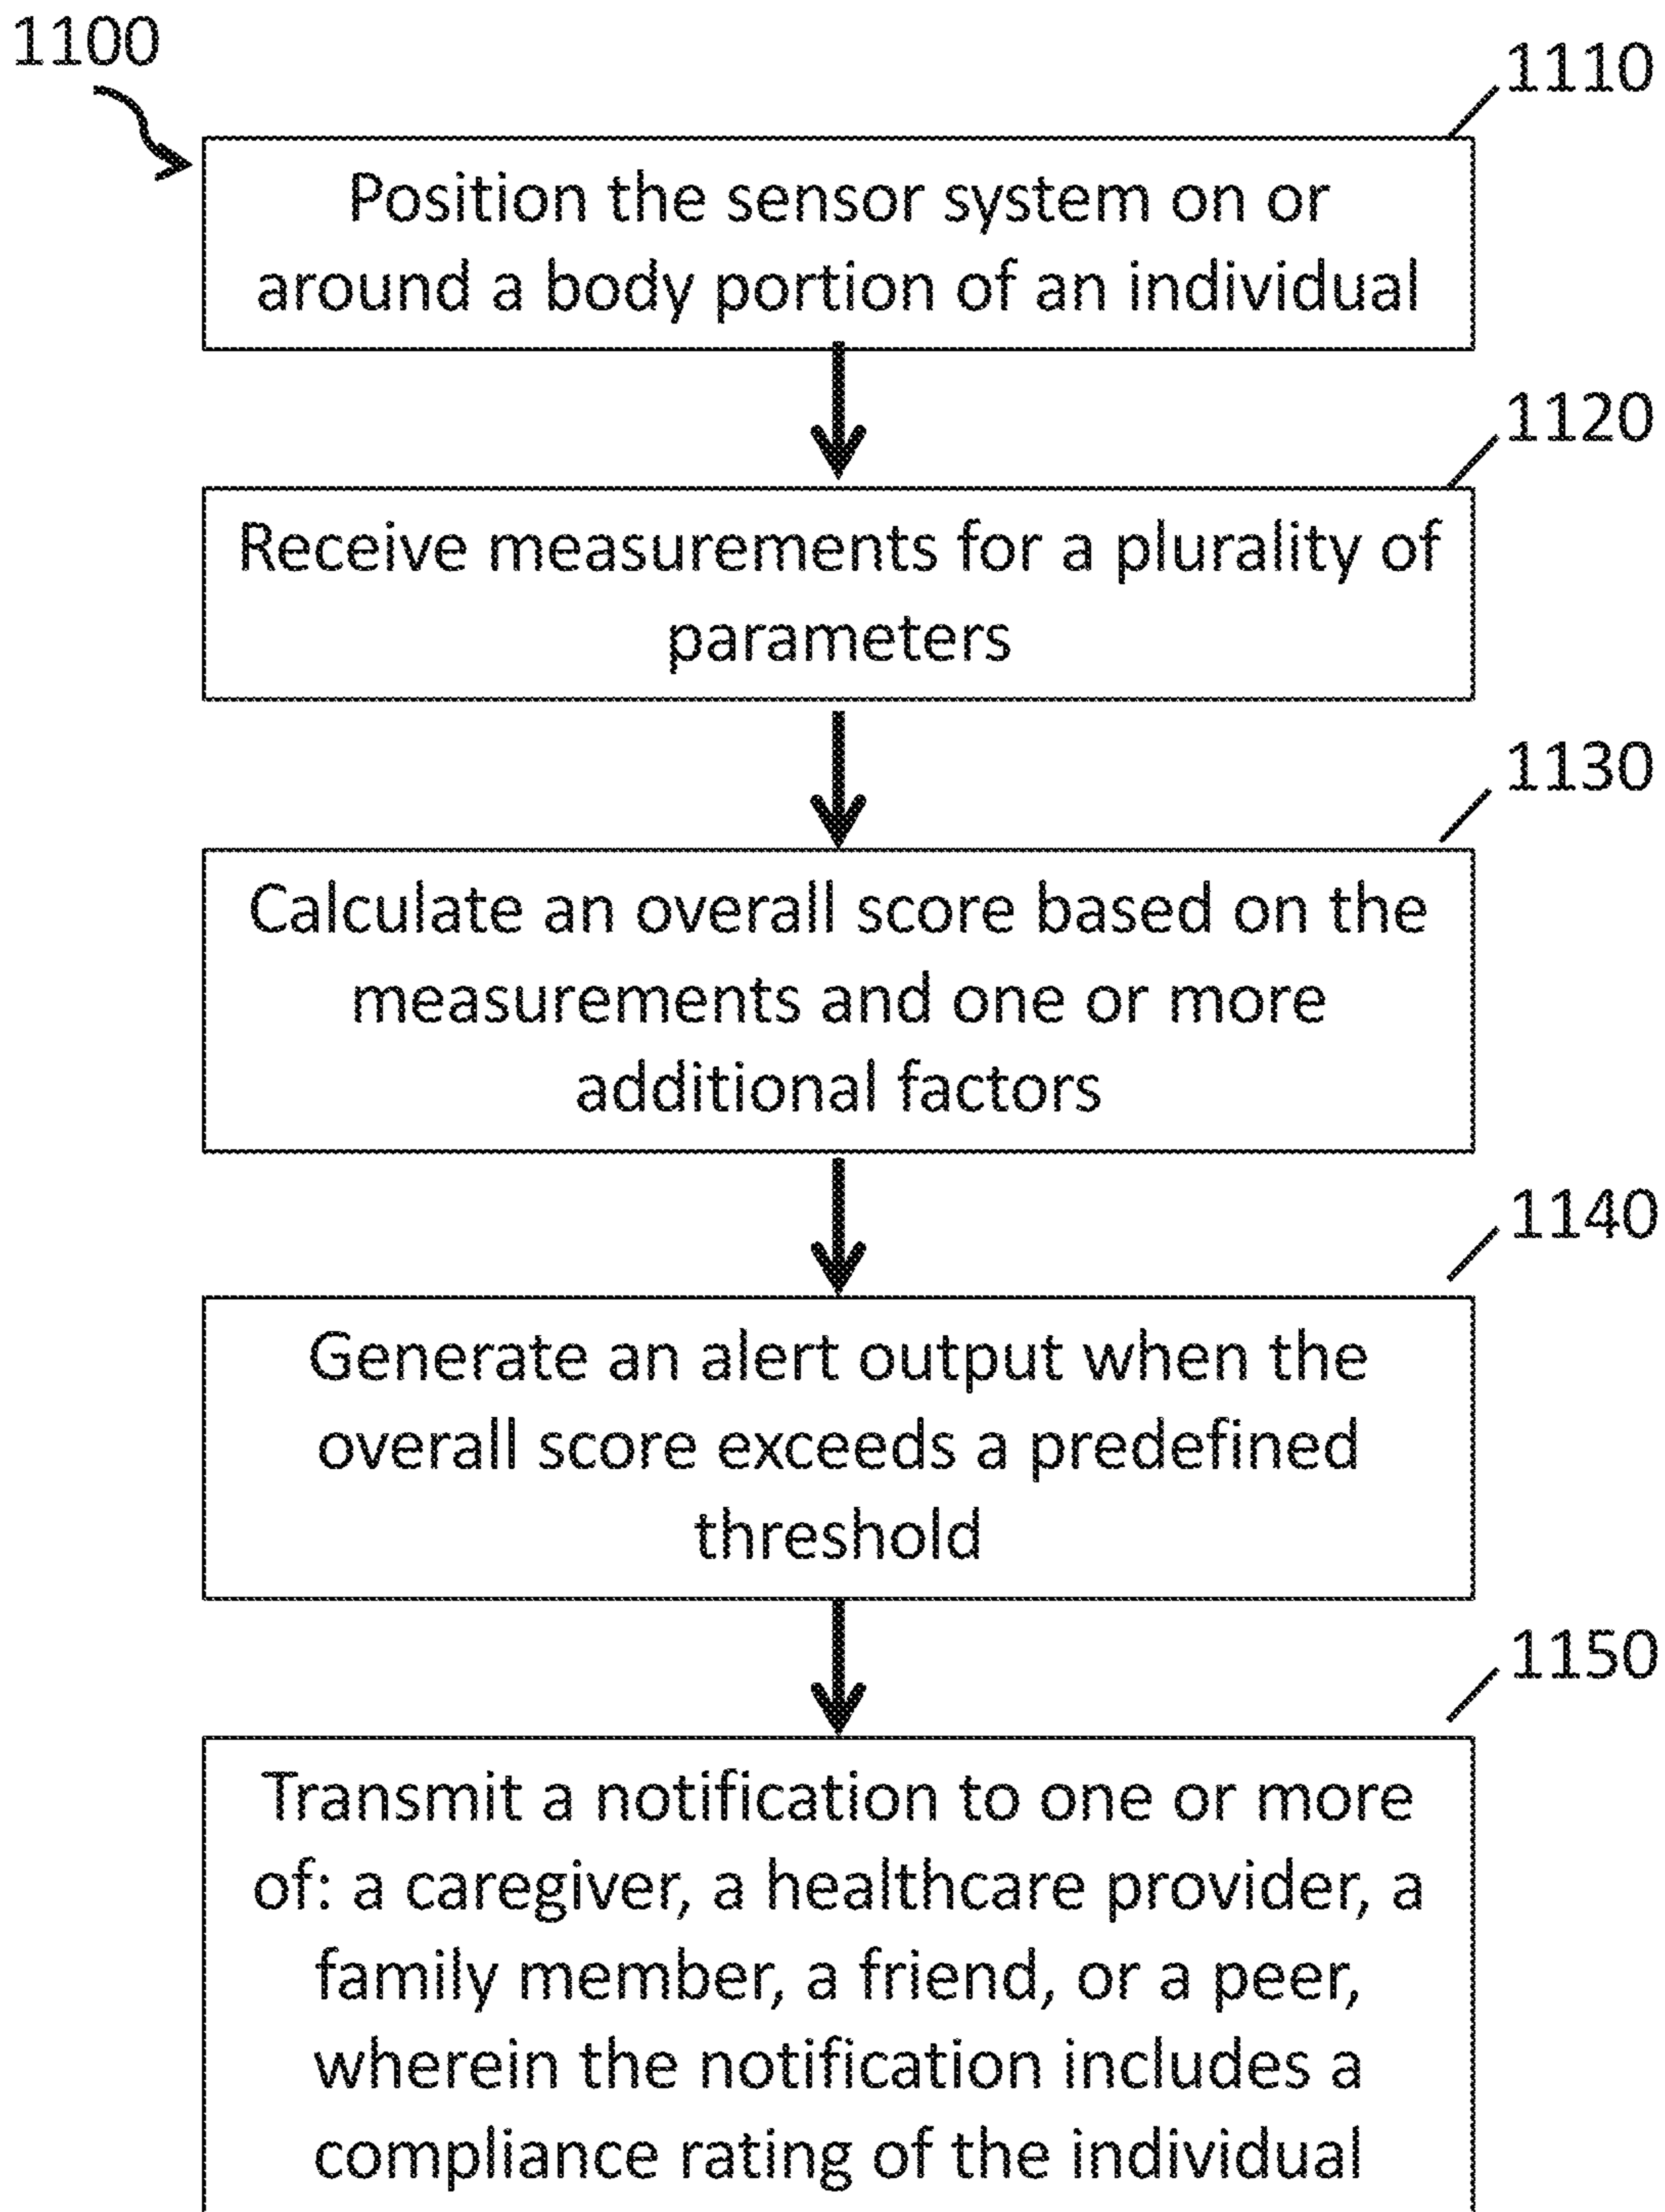 1100
1110
Position the sensor system on or
around a body portion of an individual
1120
Receive measurements for a plurality of
parameters
1130
Calculate an overall score based on the
measurements and one or more
additional factors
1140
Generate an alert output when the
overall score exceeds a predefined
threshold
1150
Transmit a notification to one or more
of: a caregiver, a healthcare provider, a
family member, a friend, or a peer,
wherein the notification includes a
compliance rating of the individual